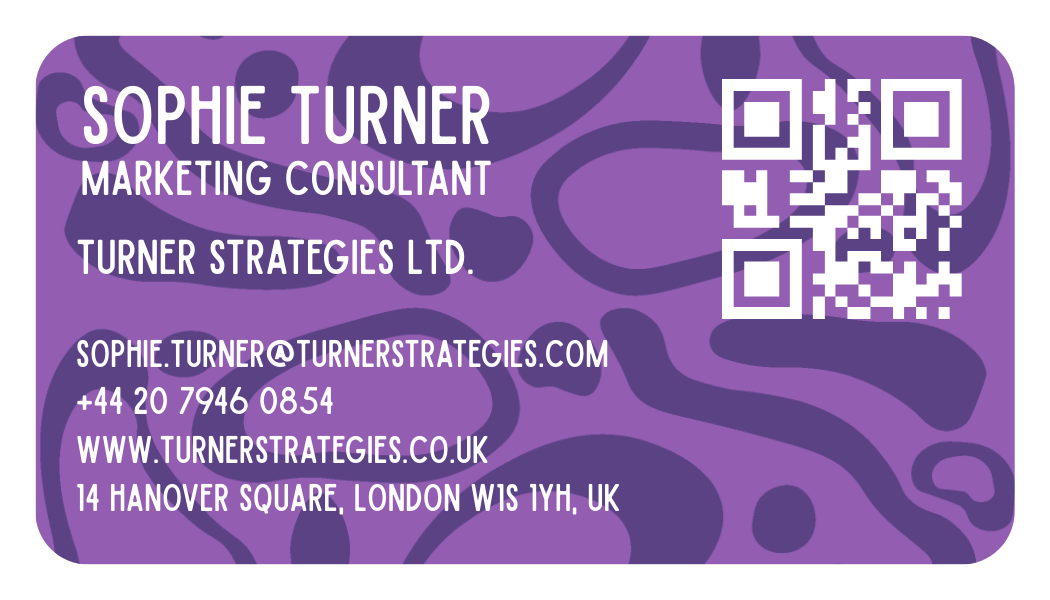 SOPHIE TURNER
MARKETING CONSULTANT
TURNER STRATEGIES LTD.
SOPHIE.TURNER@TURNERSTRATEGIES.COM
+44 20 7946 0854
WWW.TURNERSTRATEGIES.CO.UK
14 HANOVER SQUARE, LONDON W1S 1YH, UK